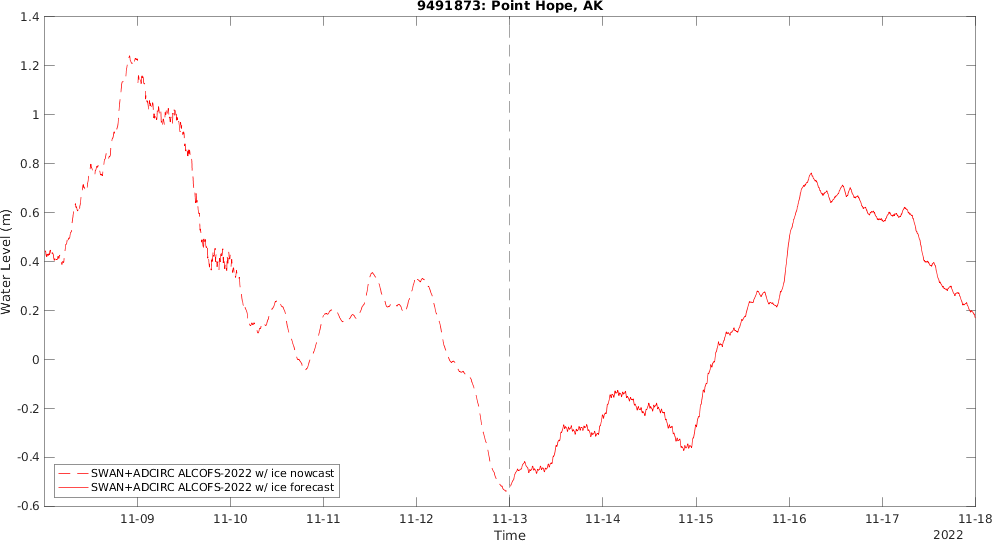 9491873: Point Hope, AK
1.4
1.2
1
0.8
0.6
0.4
0.2
0
-0.2
-0.4
-0.6
Water Level (m)
SWAN+ADCIRC ALCOFS-2022 w/ ice nowcast
SWAN+ADCIRC ALCOFS-2022 w/ ice forecast
11-09 11-10 11-11 11-12 11-13 11-14 11-15 11-16 11-17 11-18
Time
2022